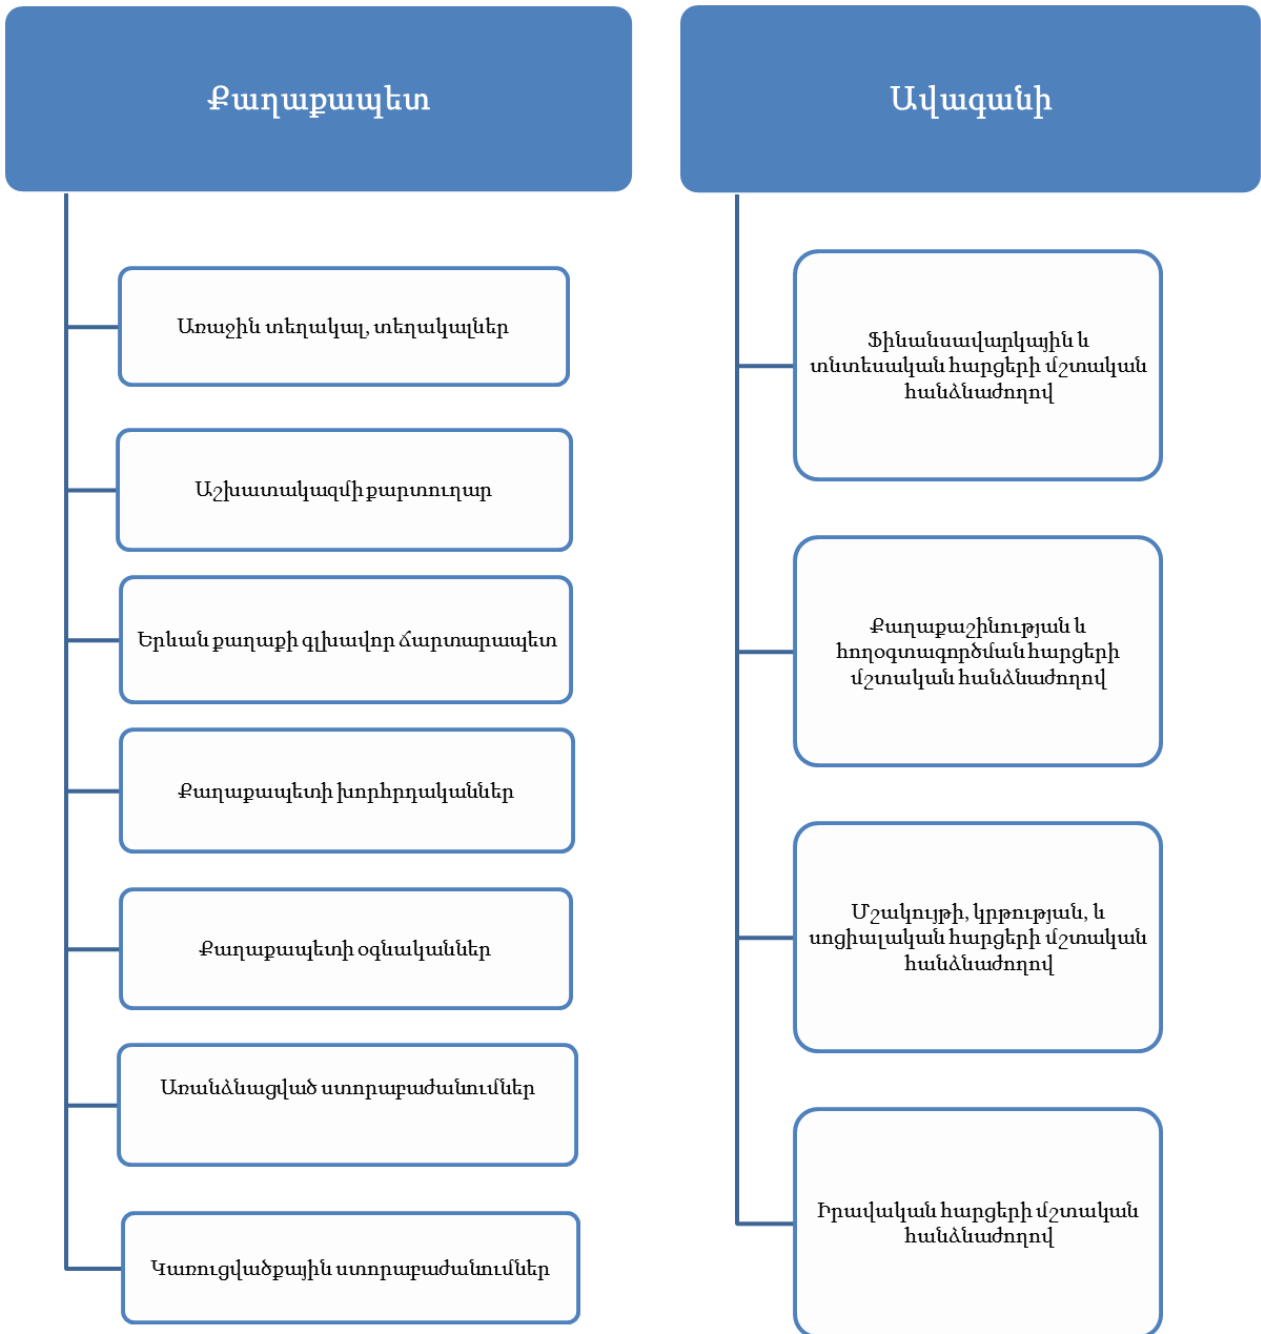 Քաղաքապետ
Առաջին տեղակալ, տեղակալներ
Աշխատակազմի քարտուղար
Երևան քաղաքի գլխավոր ճարտարապետ
Քաղաքապետի խորհրդականներ
Քաղաքապետի օգնականներ
Առանձնացված ստորաբաժանումներ
Կառուցվածքային ստորաբաժանումներ
Ավագանի
Ֆինանսավարկային և
տնտեսական հարցերի մշտական
հանձնաժողով
Քաղաքաշինության և
հողօգտագործման հարցերի
մշտական հանձնաժողով
Մշակույթի, կրթության, և
սոցիալական հարցերի մշտական
հանձնաժողով
Իրավական հարցերի մշտական
հանձնաժողով